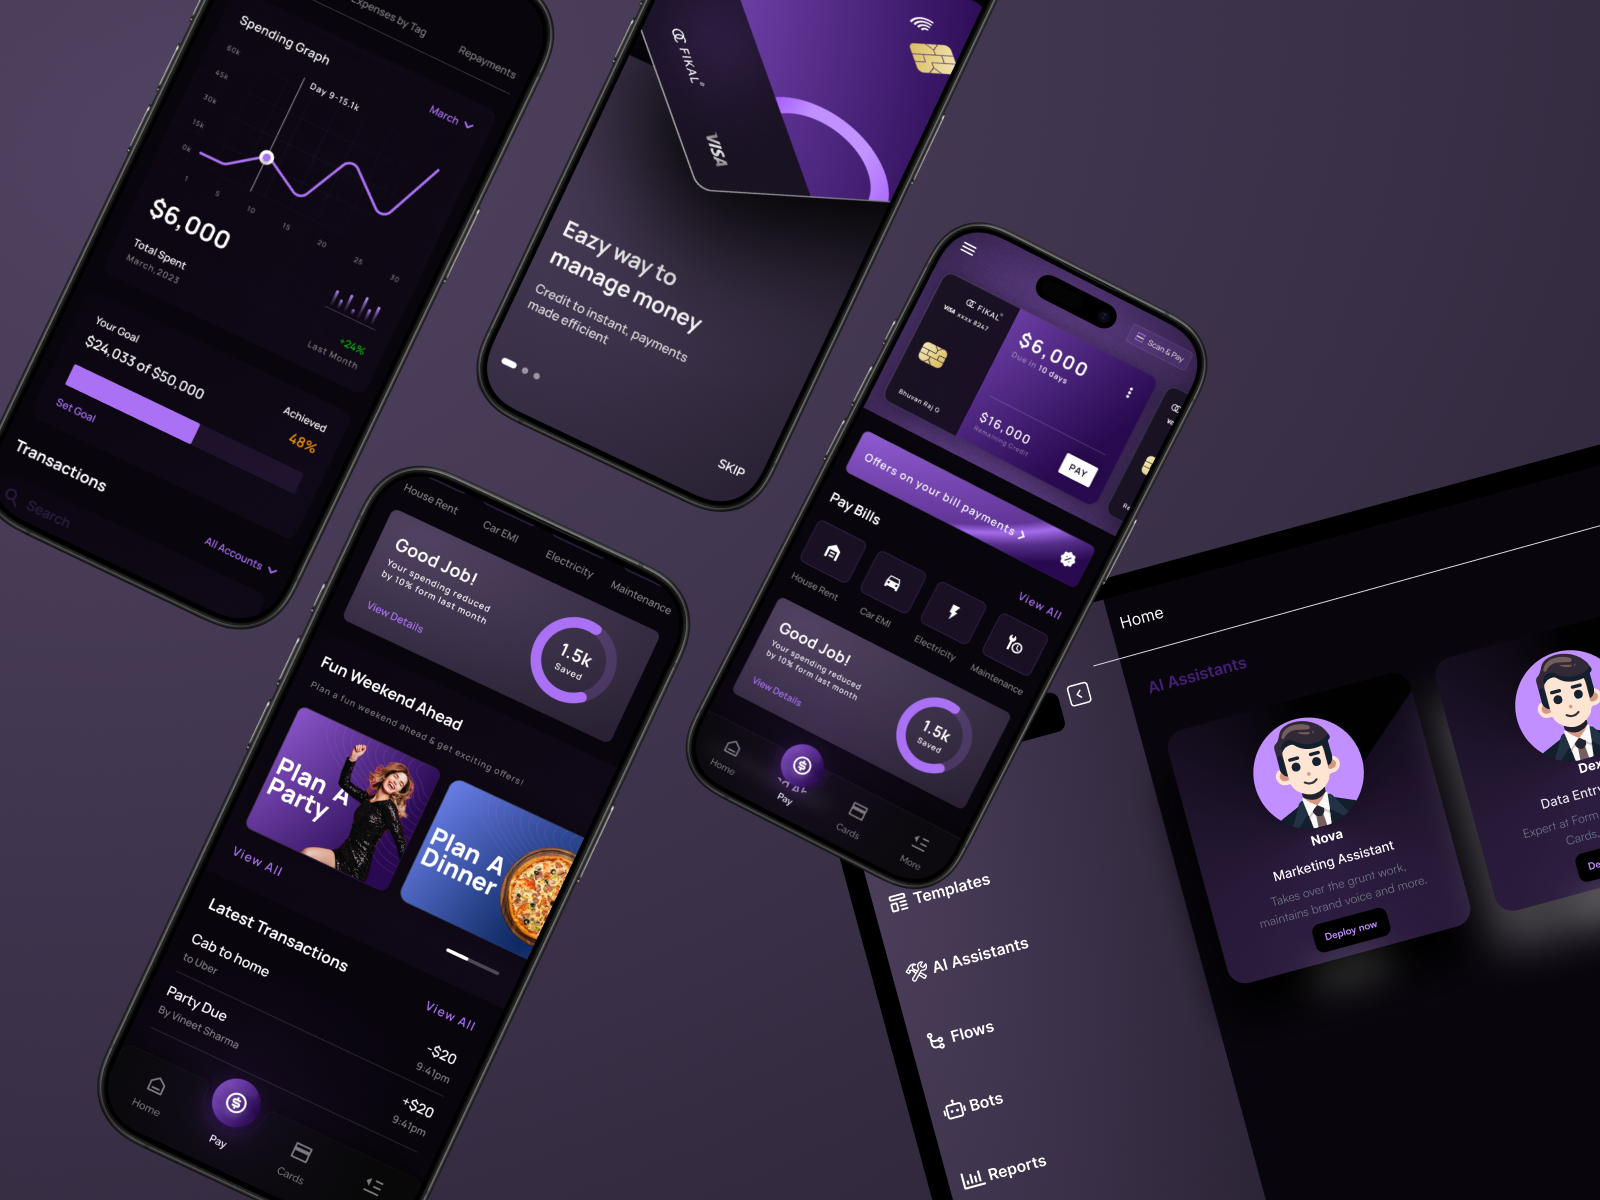 Expenses by Tag
Repayments
Spending Graph
60k
45k
30k
15k
0k
Day 9-15.1k
March
1
5
10
15
20
25
30
$6,000
Total Spent
March,2023
+24%
Last Month
Your Goal
$24,033 of $50,000
Achieved
48%
Set Goal
Transactions
Search
All Accounts
FIKAL®
VISA
Eazy way to
manage money
Credit to instant, payments
made efficient
SKIP
FIKAL®
VISA xxxx 8247
Bhuvan Raj G
Scan & Pay
$6,000
Due in 10 days
$16,000
Remaining Credit
PAY
Offers on your bill payments >
Pay Bills
House Rent
Car EMI
Electricity
Maintenance
View All
Good Job!
Your spending reduced
by 10% form last month
View Details
1.5k
Saved
Home
Pay
Cards
More
House Rent
Car EMI
Electricity
Maintenance
Good Job!
Your spending reduced
by 10% form last month
View Details
1.5k
Saved
Fun Weekend Ahead
Plan a fun weekend ahead & get exciting offers!
Plan A
Party
Plan A
Dinner
View All
Latest Transactions
View All
Cab to home
to Uber
-$20
9:41pm
Party Due
By Vineet Sharma
+$20
9:41pm
Home
Pay
Cards
Home
AI Assistants
Nova
Marketing Assistant
Takes over the grunt work,
maintains brand voice and more.
Deploy now
Dex
Data Entry
Expert at Form
Cards,
De
Templates
AI Assistants
Flows
Bots
Reports